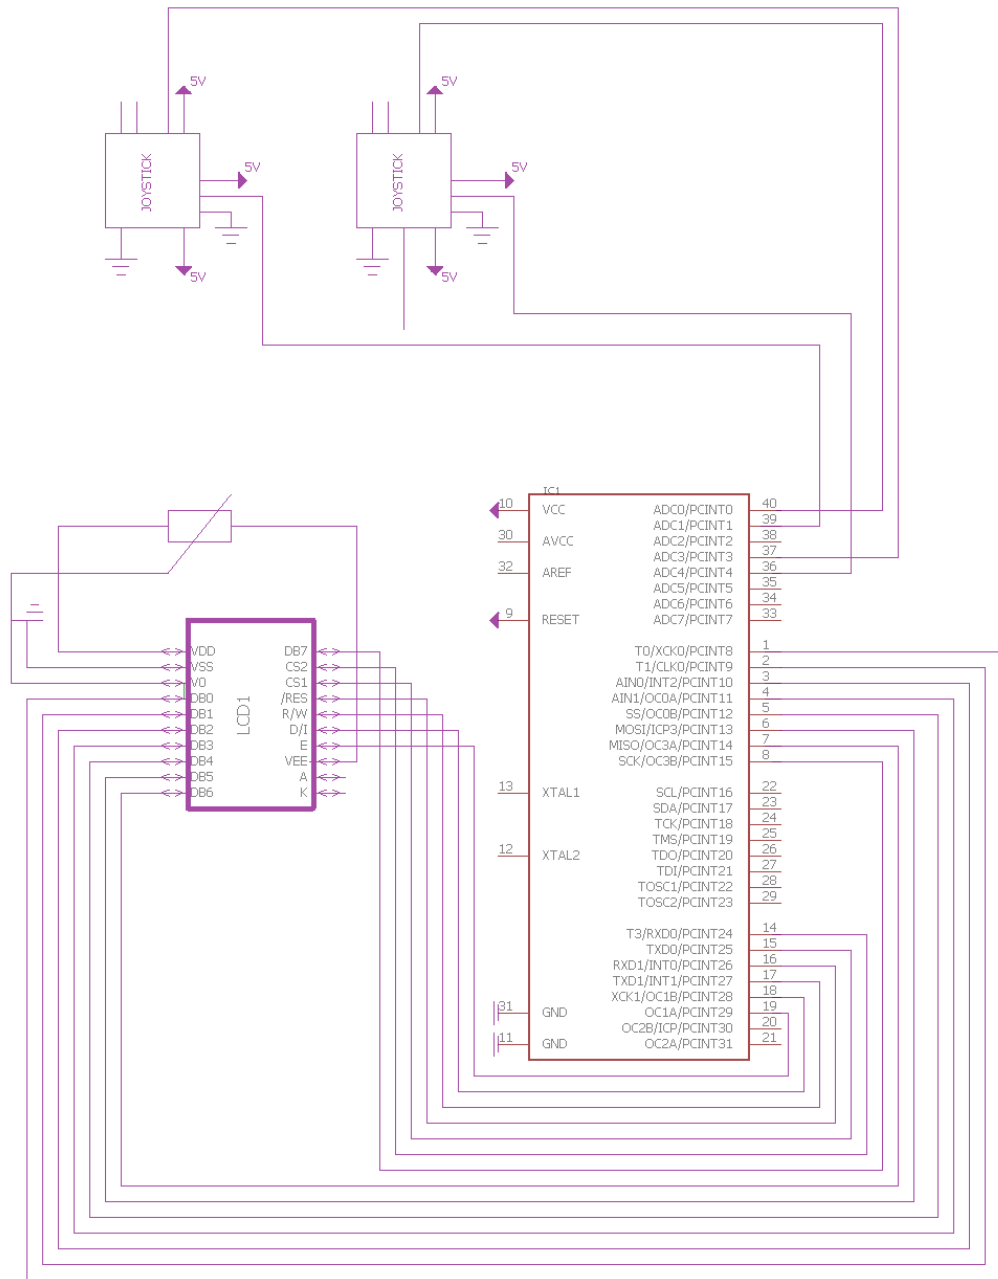 5V
5V
JOYSTICK
5V
5V
JOYSTICK
5V
5V
IC1
10 VCC
30 AVCC
32 AREF
9 RESET
13 XTAL1
12 XTAL2
31 GND
11 GND
ADC0/PCINT0 40
ADC1/PCINT1 39
ADC2/PCINT2 38
ADC3/PCINT3 37
ADC4/PCINT4 36
ADC5/PCINT5 35
ADC6/PCINT6 34
ADC7/PCINT7 33
T0/XCK0/PCINT8 1
T1/CLK0/PCINT9 2
AIN0/INT2/PCINT10 3
AIN1/OC0A/PCINT11 4
SS/OC0B/PCINT12 5
MOSI/ICP3/PCINT13 6
MISO/OC3A/PCINT14 7
SCK/OC3B/PCINT15 8
SCL/PCINT16 22
SDA/PCINT17 23
TCK/PCINT18 24
TMS/PCINT19 25
TDO/PCINT20 26
TDI/PCINT21 27
TOSC1/PCINT22 28
TOSC2/PCINT23 29
T3/RXD0/PCINT24 14
TXD0/PCINT25 15
RXD1/INT0/PCINT26 16
TXD1/INT1/PCINT27 17
XCK1/OC1B/PCINT28 18
OC1A/PCINT29 19
OC2B/ICP/PCINT30 20
OC2A/PCINT31 21
LCD1
VDD DB7
VSS CS2
V0 CS1
DB0 /RES
DB1 R/W
DB2 D/I
DB3 E
DB4 VEE
DB5 A
DB6 K